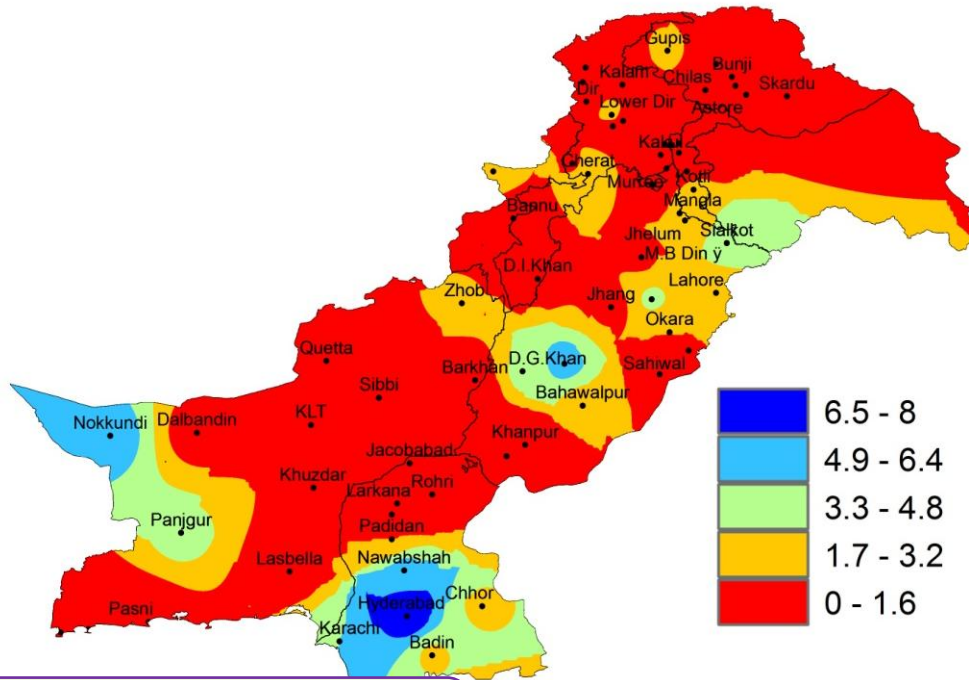 Gupis
Kalam
Chilas
Bunji
Skardu
Dir
Lower Dir
Astore
Cherat
Kotli
Mangla
Bannu
Sialkot
Jhelum
M.B Din ÿ
D.I.Khan
Lahore
Zhob
Jhang
Okara
Quetta
Barkhan
D.G.Khan
Sahiwal
Sibbi
Bahawalpur
Nokkundi
Dalbandin
KLT
Khanpur
Jacobabad
Khuzdar
Larkana
Rohri
Panjgur
Padidan
Lasbella
Nawabshah
Pasni
Hyderabad
Chhor
Karachi
Badin
6.5 - 8
4.9 - 6.4
3.3 - 4.8
1.7 - 3.2
0 - 1.6